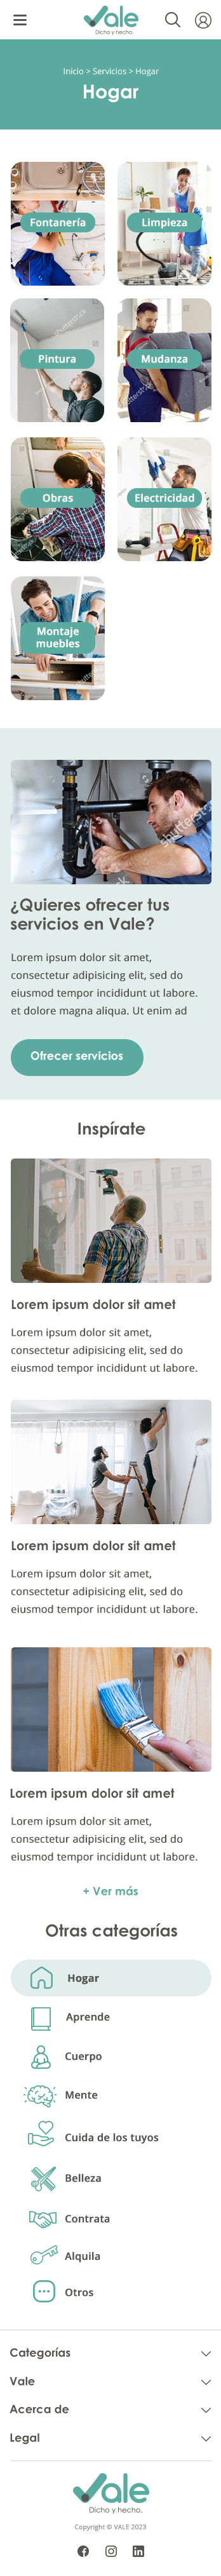 Vale
Dicho y hecho.
Inicio > Servicios > Hogar
Hogar
Fontanería
Limpieza
Pintura
Mudanza
Obras
Electricidad
Montaje
muebles
¿Quieres ofrecer tus
servicios en Vale?
Lorem ipsum dolor sit amet,
consectetur adipisicing elit, sed do
eiusmod tempor incididunt ut labore.
et dolore magna aliqua. Ut enim ad
Ofrecer servicios
Inspírate
Lorem ipsum dolor sit amet
Lorem ipsum dolor sit amet,
consectetur adipisicing elit, sed do
eiusmod tempor incididunt ut labore.
Lorem ipsum dolor sit amet
Lorem ipsum dolor sit amet,
consectetur adipisicing elit, sed do
eiusmod tempor incididunt ut labore.
Lorem ipsum dolor sit amet
Lorem ipsum dolor sit amet,
consectetur adipisicing elit, sed do
eiusmod tempor incididunt ut labore.
+ Ver más
Otras categorías
Hogar
Aprende
Cuerpo
Mente
Cuida de los tuyos
Belleza
Contrata
Alquila
Otros
Categorías
Vale
Acerca de
Legal
Vale
Dicho y hecho.
Copyright © VALE 2023